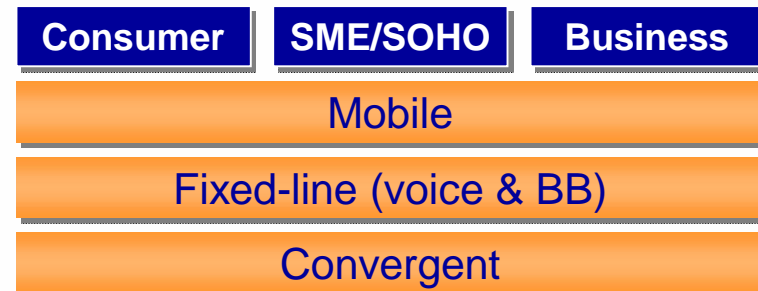 Consumer SME/SOHO Business
Mobile
Fixed-line (voice & BB)
Convergent